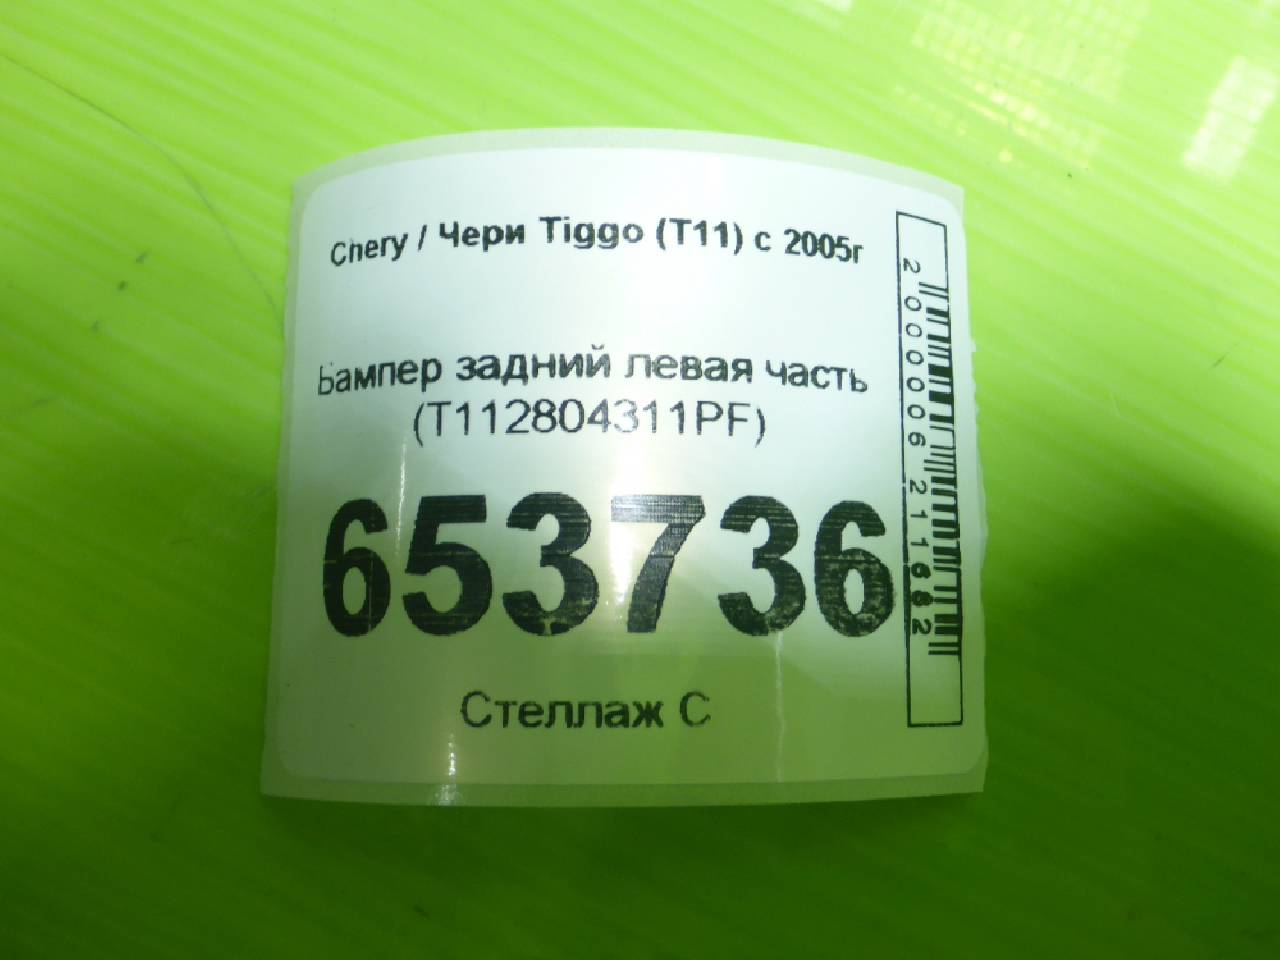 Chery / Чери Tiggo (T11) с 2005г
Бампер задний левая часть
(T112804311PF)
653736
Стеллаж С
2000006211682